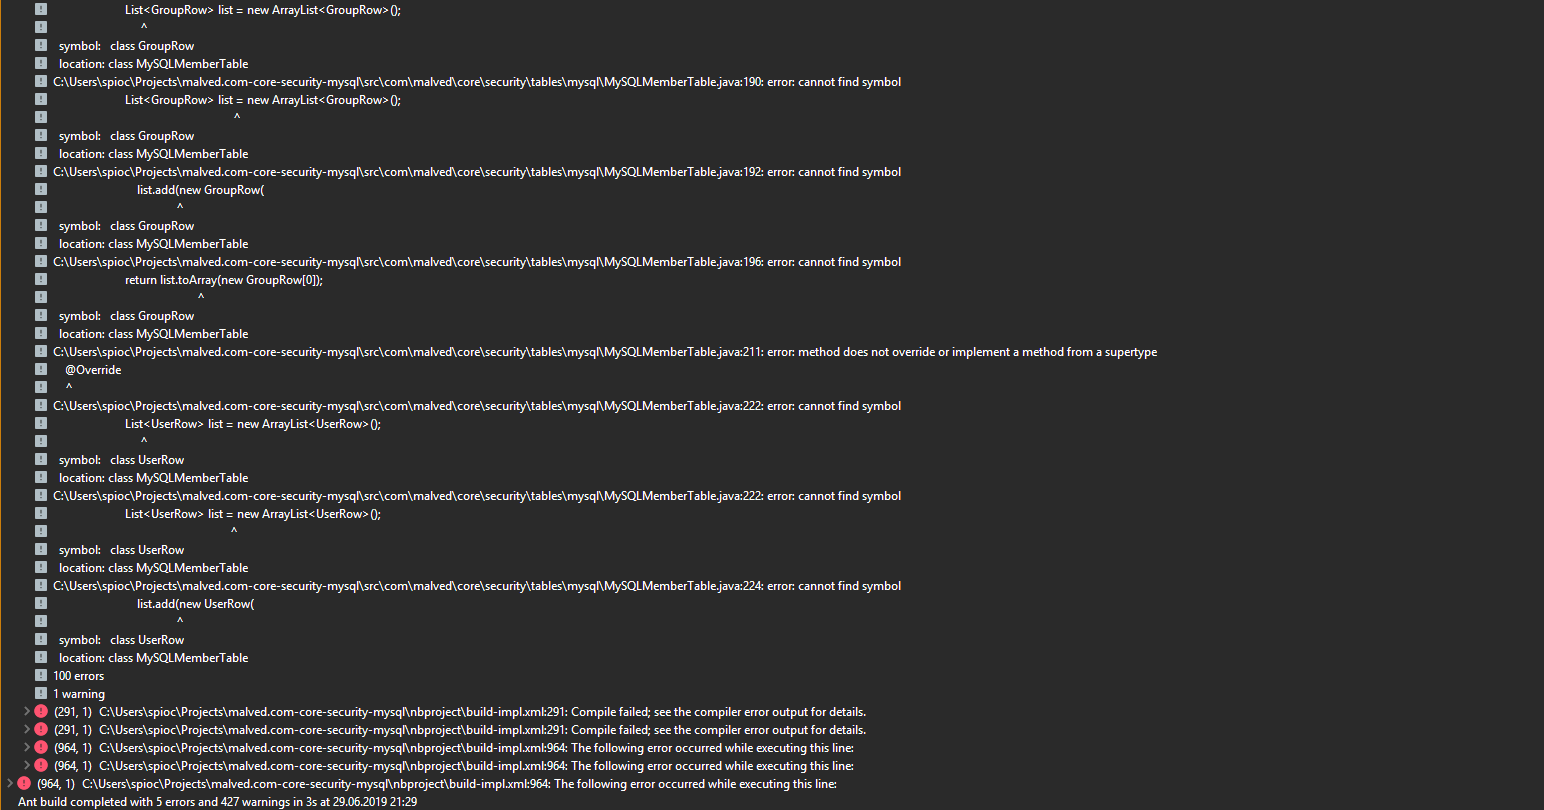 List<GroupRow> list = new ArrayList<GroupRow>();
^
symbol: class GroupRow
location: class MySQLMemberTable
C:\Users\spioc\Projects\malved.com-core-security-mysql\src\com\malved\core\security\tables\mysql\MySQLMemberTable.java:190: error: cannot find symbol
List<GroupRow> list = new ArrayList<GroupRow>();
^
symbol: class GroupRow
location: class MySQLMemberTable
C:\Users\spioc\Projects\malved.com-core-security-mysql\src\com\malved\core\security\tables\mysql\MySQLMemberTable.java:192: error: cannot find symbol
list.add(new GroupRow(
^
symbol: class GroupRow
location: class MySQLMemberTable
C:\Users\spioc\Projects\malved.com-core-security-mysql\src\com\malved\core\security\tables\mysql\MySQLMemberTable.java:196: error: cannot find symbol
return list.toArray(new GroupRow[0]);
^
symbol: class GroupRow
location: class MySQLMemberTable
C:\Users\spioc\Projects\malved.com-core-security-mysql\src\com\malved\core\security\tables\mysql\MySQLMemberTable.java:211: error: method does not override or implement a method from a supertype
@Override
^
C:\Users\spioc\Projects\malved.com-core-security-mysql\src\com\malved\core\security\tables\mysql\MySQLMemberTable.java:222: error: cannot find symbol
List<UserRow> list = new ArrayList<UserRow>();
^
symbol: class UserRow
location: class MySQLMemberTable
C:\Users\spioc\Projects\malved.com-core-security-mysql\src\com\malved\core\security\tables\mysql\MySQLMemberTable.java:222: error: cannot find symbol
List<UserRow> list = new ArrayList<UserRow>();
^
symbol: class UserRow
location: class MySQLMemberTable
C:\Users\spioc\Projects\malved.com-core-security-mysql\src\com\malved\core\security\tables\mysql\MySQLMemberTable.java:224: error: cannot find symbol
list.add(new UserRow(
^
symbol: class UserRow
location: class MySQLMemberTable
100 errors
1 warning
(291, 1) C:\Users\spioc\Projects\malved.com-core-security-mysql\nbproject\build-impl.xml:291: Compile failed; see the compiler error output for details.
(291, 1) C:\Users\spioc\Projects\malved.com-core-security-mysql\nbproject\build-impl.xml:291: Compile failed; see the compiler error output for details.
(964, 1) C:\Users\spioc\Projects\malved.com-core-security-mysql\nbproject\build-impl.xml:964: The following error occurred while executing this line:
(964, 1) C:\Users\spioc\Projects\malved.com-core-security-mysql\nbproject\build-impl.xml:964: The following error occurred while executing this line:
(964, 1) C:\Users\spioc\Projects\malved.com-core-security-mysql\nbproject\build-impl.xml:964: The following error occurred while executing this line:
Ant build completed with 5 errors and 427 warnings in 3s at 29.06.2019 21:29